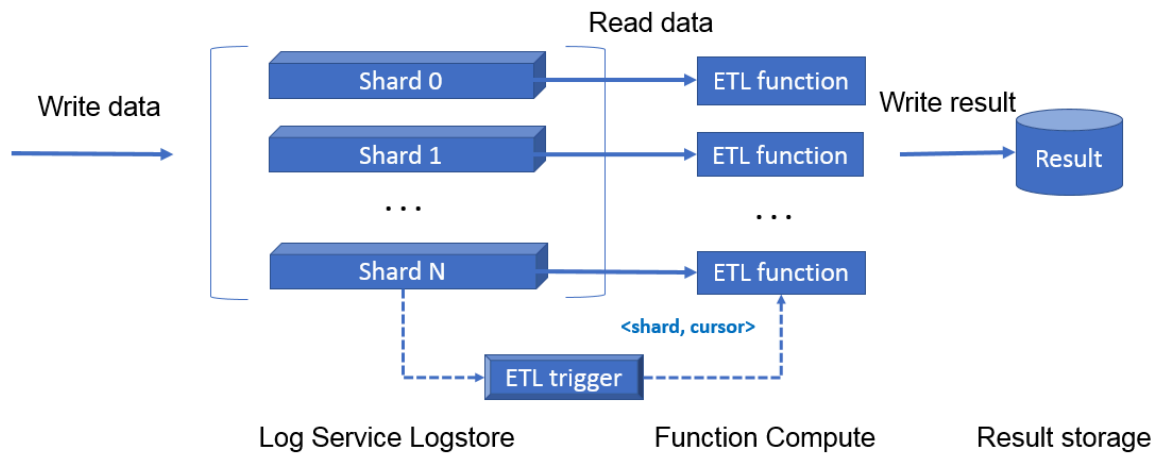 Read data
Write data
Shard 0
ETL function
Write result
Shard 1
ETL function
Result
...
...
Shard N
ETL function
<shard, cursor>
ETL trigger
Log Service Logstore
Function Compute
Result storage